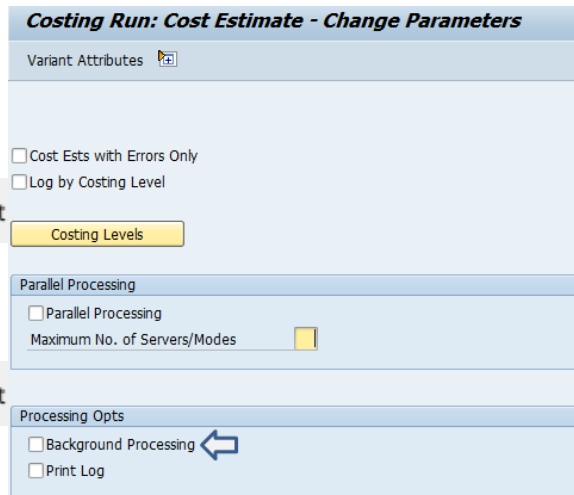 Costing Run: Cost Estimate - Change Parameters
Variant Attributes
Cost Ests with Errors Only
Log by Costing Level
t
Costing Levels
Parallel Processing
Parallel Processing
Maximum No. of Servers/Modes
t
Processing Opts
Background Processing
Print Log